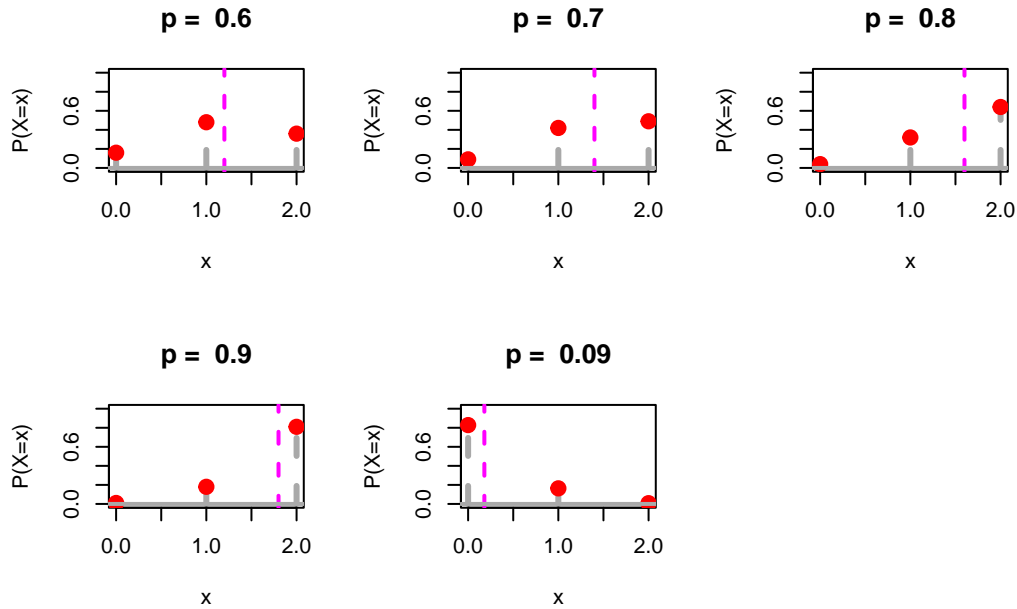 p =  0.6
P(X=x)
0.0 0.6
0.0 1.0 2.0
x
p =  0.7
P(X=x)
0.0 0.6
0.0 1.0 2.0
x
p =  0.8
P(X=x)
0.0 0.6
0.0 1.0 2.0
x
p =  0.9
P(X=x)
0.0 0.6
0.0 1.0 2.0
x
p =  0.09
P(X=x)
0.0 0.6
0.0 1.0 2.0
x